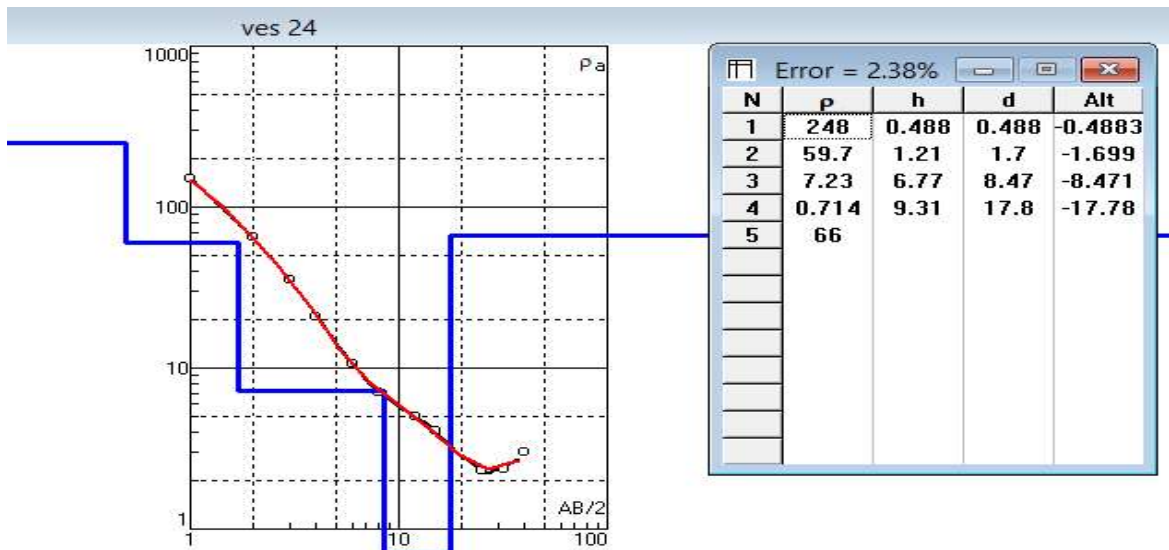 ves 24
1000
Pa
100
10
1
AB/2
1
10
100
Error = 2.38%
N ρ h d Alt
1 248 0.488 0.488 -0.4883
2 59.7 1.21 1.7 -1.699
3 7.23 6.77 8.47 -8.471
4 0.714 9.31 17.8 -17.78
5 66